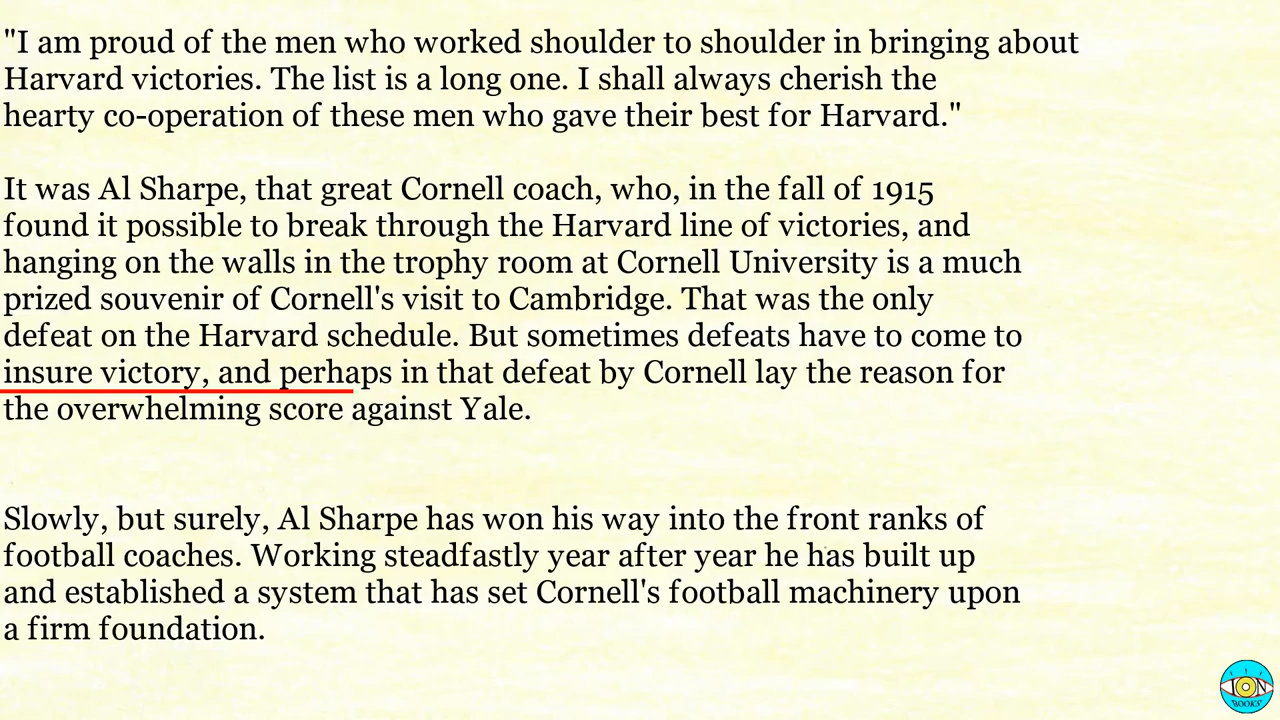 "I am proud of the men who worked shoulder to shoulder in bringing about
Harvard victories. The list is a long one. I shall always cherish the
hearty co-operation of these men who gave their best for Harvard."
It was Al Sharpe, that great Cornell coach, who, in the fall of 1915
found it possible to break through the Harvard line of victories, and
hanging on the walls in the trophy room at Cornell University is a much
prized souvenir of Cornell's visit to Cambridge. That was the only
defeat on the Harvard schedule. But sometimes defeats have to come to
insure victory, and perhaps in that defeat by Cornell lay the reason for
the overwhelming score against Yale.
Slowly, but surely, Al Sharpe has won his way into the front ranks of
football coaches. Working steadfastly year after year he has built up
and established a system that has set Cornell's football machinery upon
a firm foundation.
ION
BOOKS